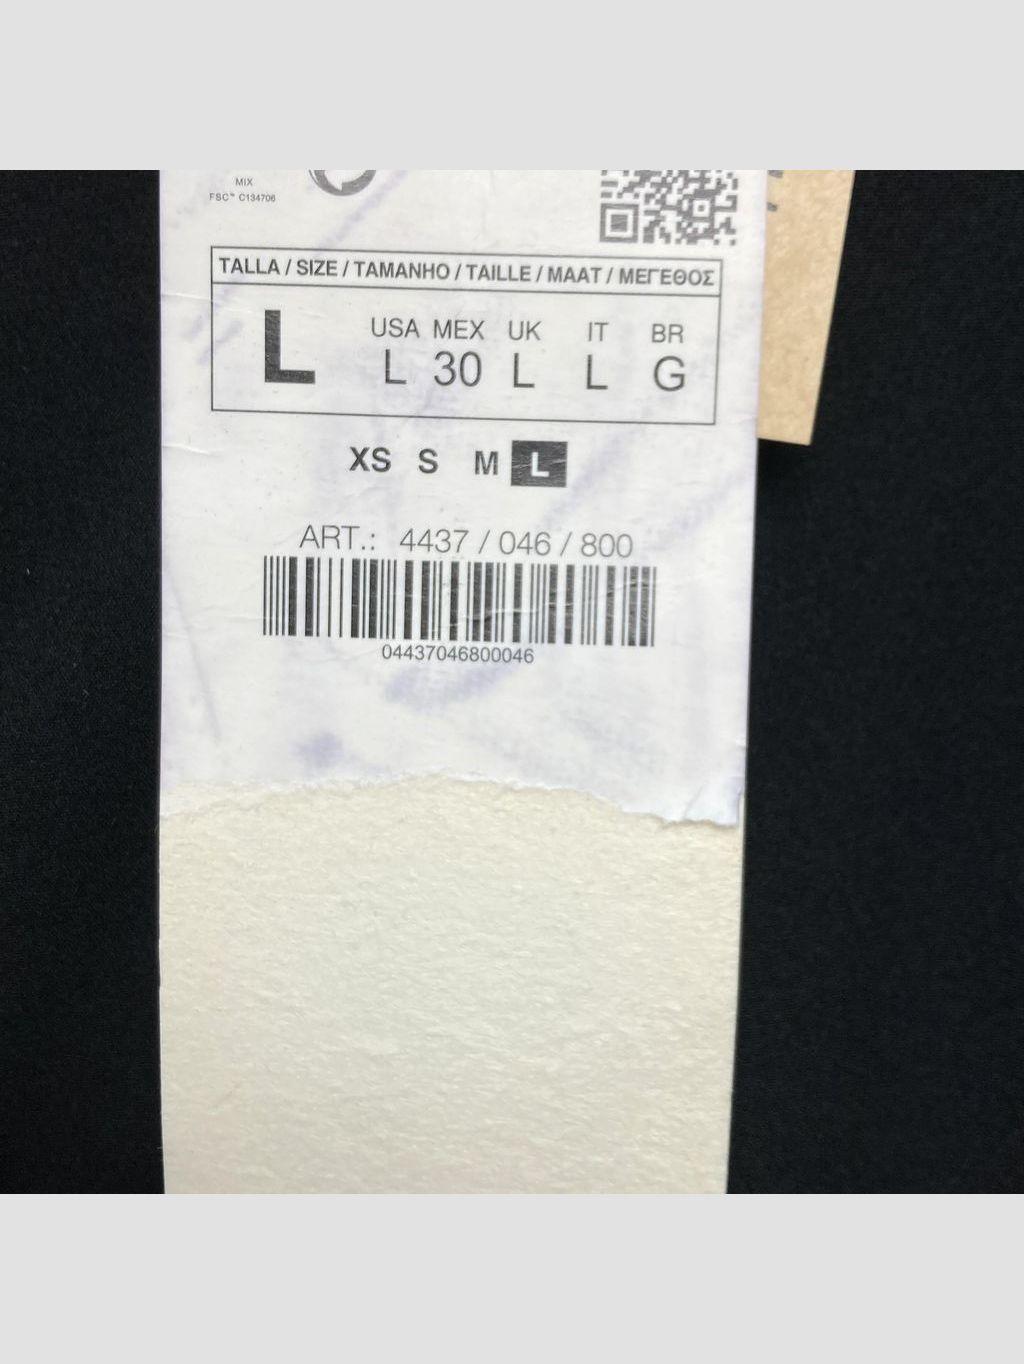 MIX
FSC™ C134706
TALLA / SIZE / TAMANHO / TAILLE / MAAT / ΜΕΓΕΘΟΣ
L
USA MEX UK IT BR
L 30 L L G
XS S M L
ART.: 4437 / 046 / 800
04437046800046